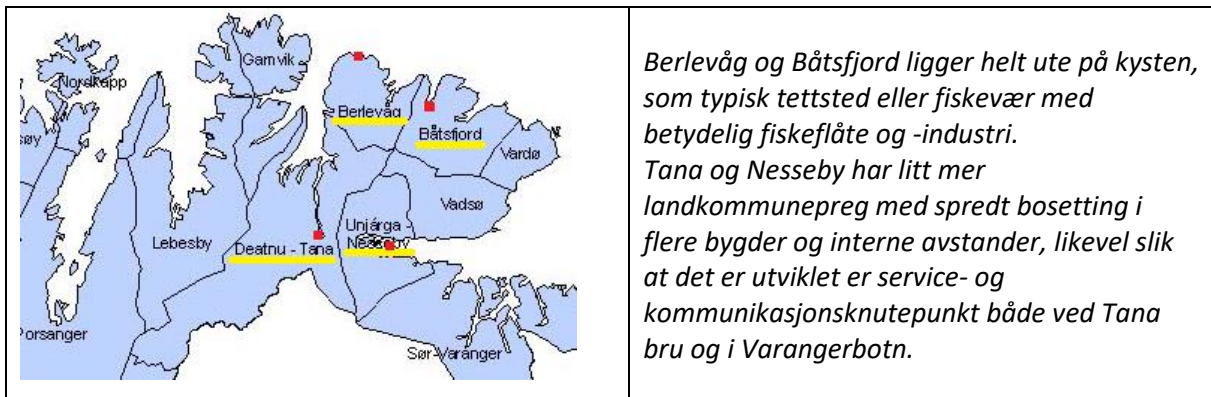 Gamvik
Nordkapp
Berlevåg
søy
Båtsfjord
Vardø
Vadsø
Unjárga -
Nesseby
Lebesby
Deatnu - Tana
Porsanger
Sør-Varanger
Berlevåg og Båtsfjord ligger helt ute på kysten,
som typisk tettsted eller fiskevær med
betydelig fiskeflåte og -industri.
Tana og Nesseby har litt mer
landkommunepreg med spredt bosetting i
flere bygder og interne avstander, likevel slik
at det er utviklet er service- og
kommunikasjonsknutepunkt både ved Tana
bru og i Varangerbotn.